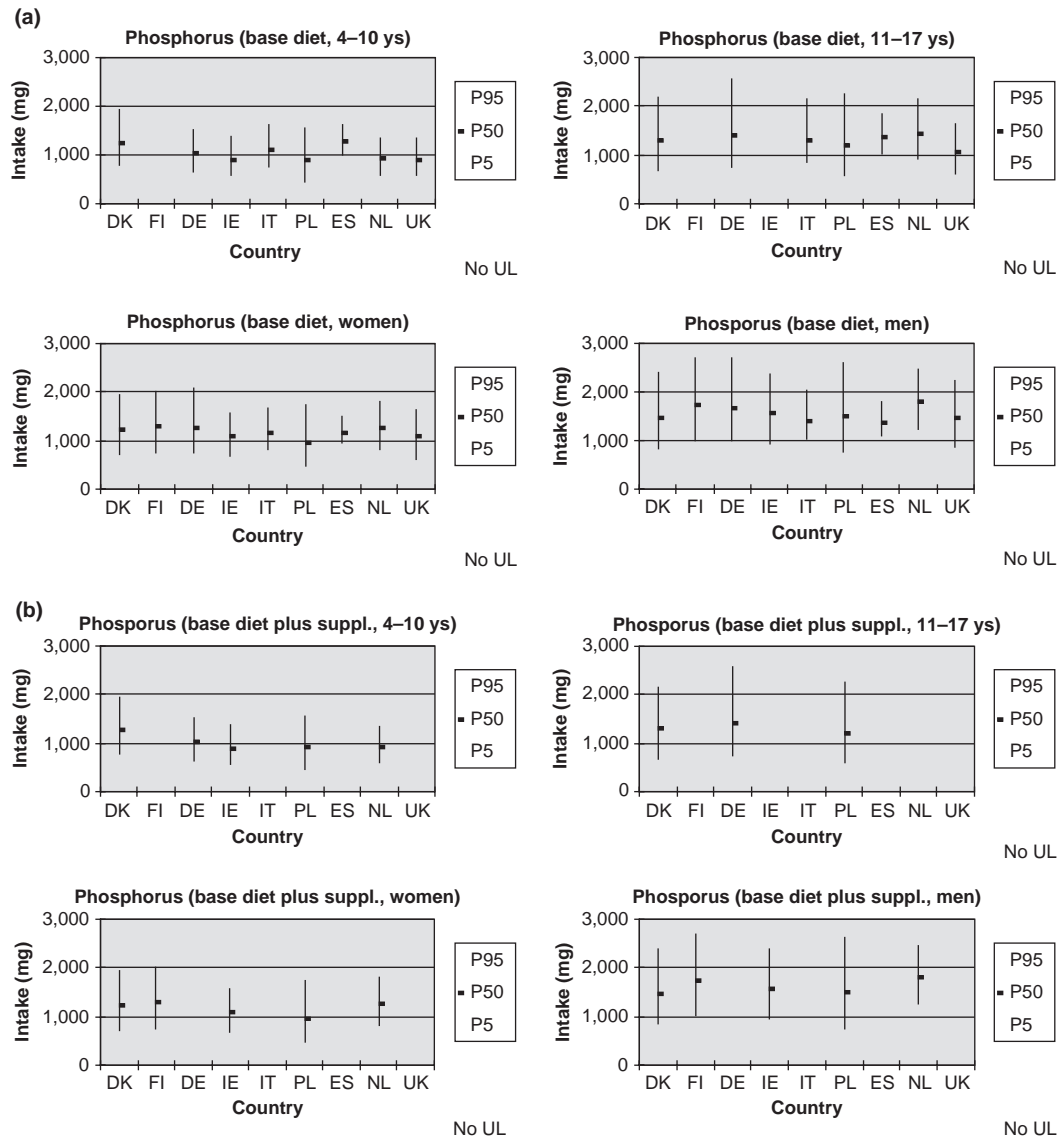 (a)
Phosphorus (base diet, 4–10 ys)
3,000
2,000
1,000
0
Intake (mg)
DK FI DE IE IT PL ES NL UK
Country
P95
P50
P5
No UL
Phosphorus (base diet, 11–17 ys)
3,000
2,000
1,000
0
Intake (mg)
DK FI DE IE IT PL ES NL UK
Country
P95
P50
P5
No UL
Phosphorus (base diet, women)
3,000
2,000
1,000
0
Intake (mg)
DK FI DE IE IT PL ES NL UK
Country
P95
P50
P5
No UL
Phosporus (base diet, men)
3,000
2,000
1,000
0
Intake (mg)
DK FI DE IE IT PL ES NL UK
Country
P95
P50
P5
No UL
(b)
Phosporus (base diet plus suppl., 4–10 ys)
3,000
2,000
1,000
0
Intake (mg)
DK FI DE IE IT PL ES NL UK
Country
P95
P50
P5
Phosporus (base diet plus suppl., 11–17 ys)
3,000
2,000
1,000
0
Intake (mg)
DK FI DE IE IT PL ES NL UK
Country
P95
P50
P5
No UL
Phosphorus (base diet plus suppl., women)
3,000
2,000
1,000
0
Intake (mg)
DK FI DE IE IT PL ES NL UK
Country
P95
P50
P5
No UL
Phosporus (base diet plus suppl., men)
3,000
2,000
1,000
0
Intake (mg)
DK FI DE IE IT PL ES NL UK
Country
P95
P50
P5
No UL